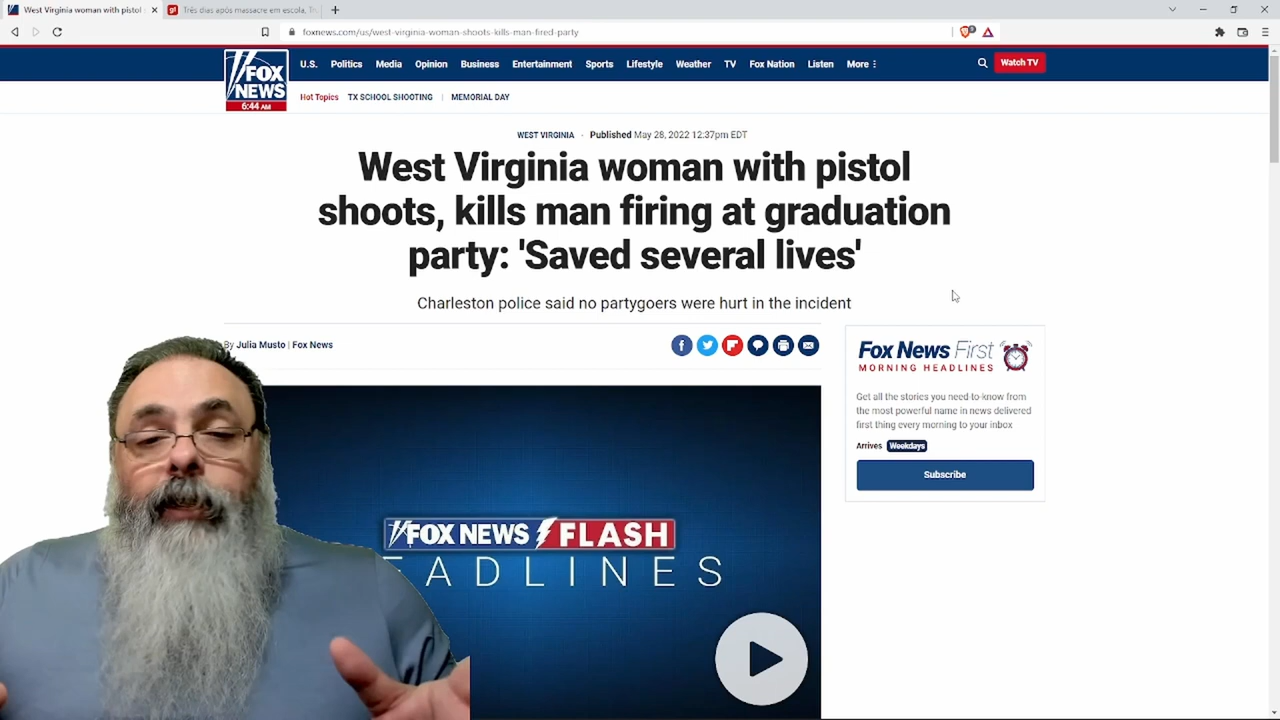 West Virginia woman with pistol
Três dias após massacre em escola, Tr
foxnews.com/us/west-virginia-woman-shoots-kills-man-fired-party
U.S. Politics Media Opinion Business Entertainment Sports Lifestyle Weather TV Fox Nation Listen More Watch TV
FOX
NEWS
6:44 AM
Hot Topics TX SCHOOL SHOOTING MEMORIAL DAY
WEST VIRGINIA · Published May 28, 2022 12:37pm EDT
West Virginia woman with pistol
shoots, kills man firing at graduation
party: 'Saved several lives'
Charleston police said no partygoers were hurt in the incident
By Julia Musto | Fox News
Fox News First
MORNING HEADLINES
Get all the stories you need-to-know from
the most powerful name in news delivered
first thing every morning to your inbox
Arrives Weekdays
Subscribe
FOX NEWS FLASH
EADLINES